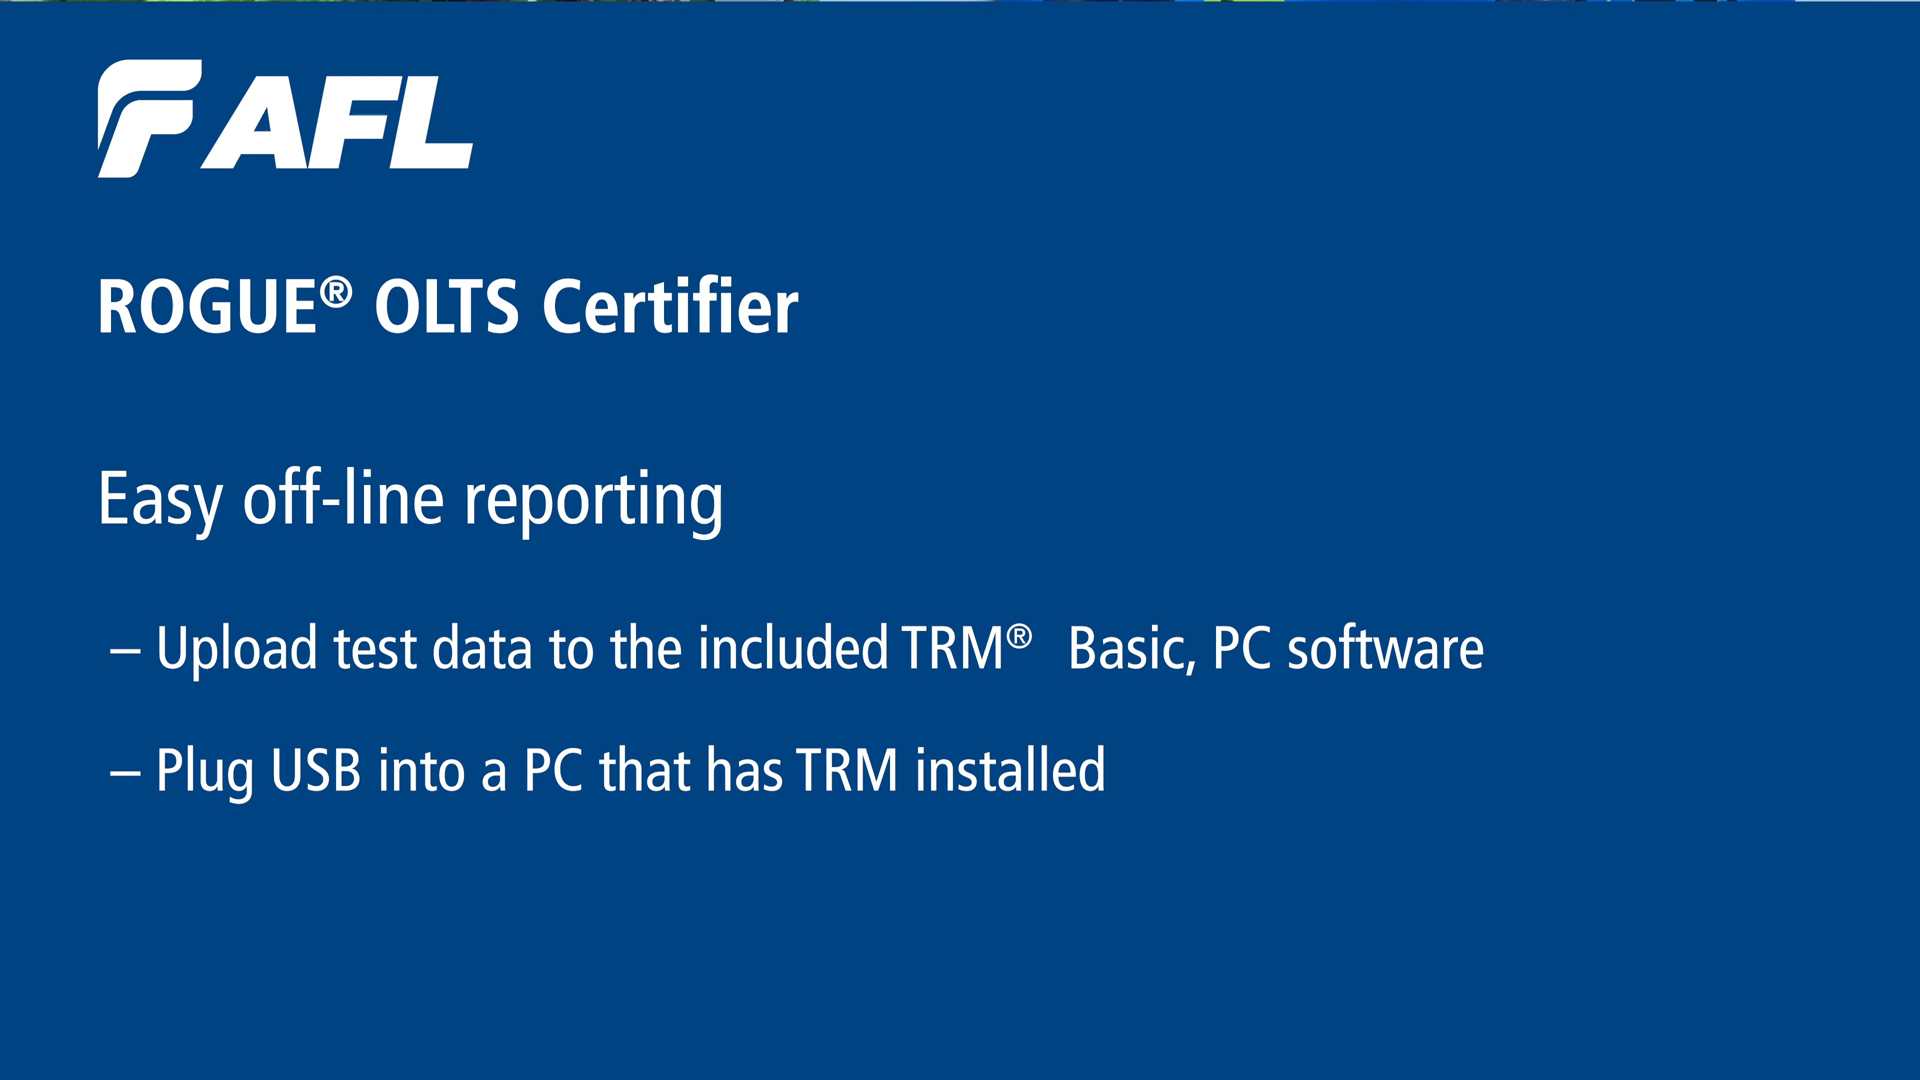 AFL
ROGUE® OLTS Certifier
Easy off-line reporting
– Upload test data to the included TRM® Basic, PC software
– Plug USB into a PC that has TRM installed